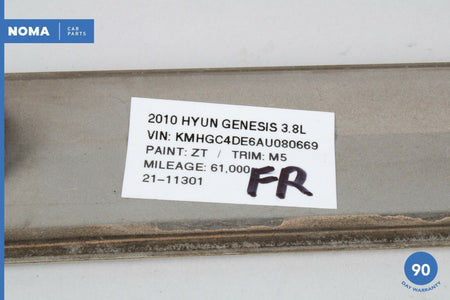 NOMA CAR PARTS
2010 HYUN GENESIS 3.8L
VIN: KMHGC4DE6AU080669
PAINT: ZT / TRIM: M5
MILEAGE: 61,000
21-11301
FR
90
DAY WARRANTY